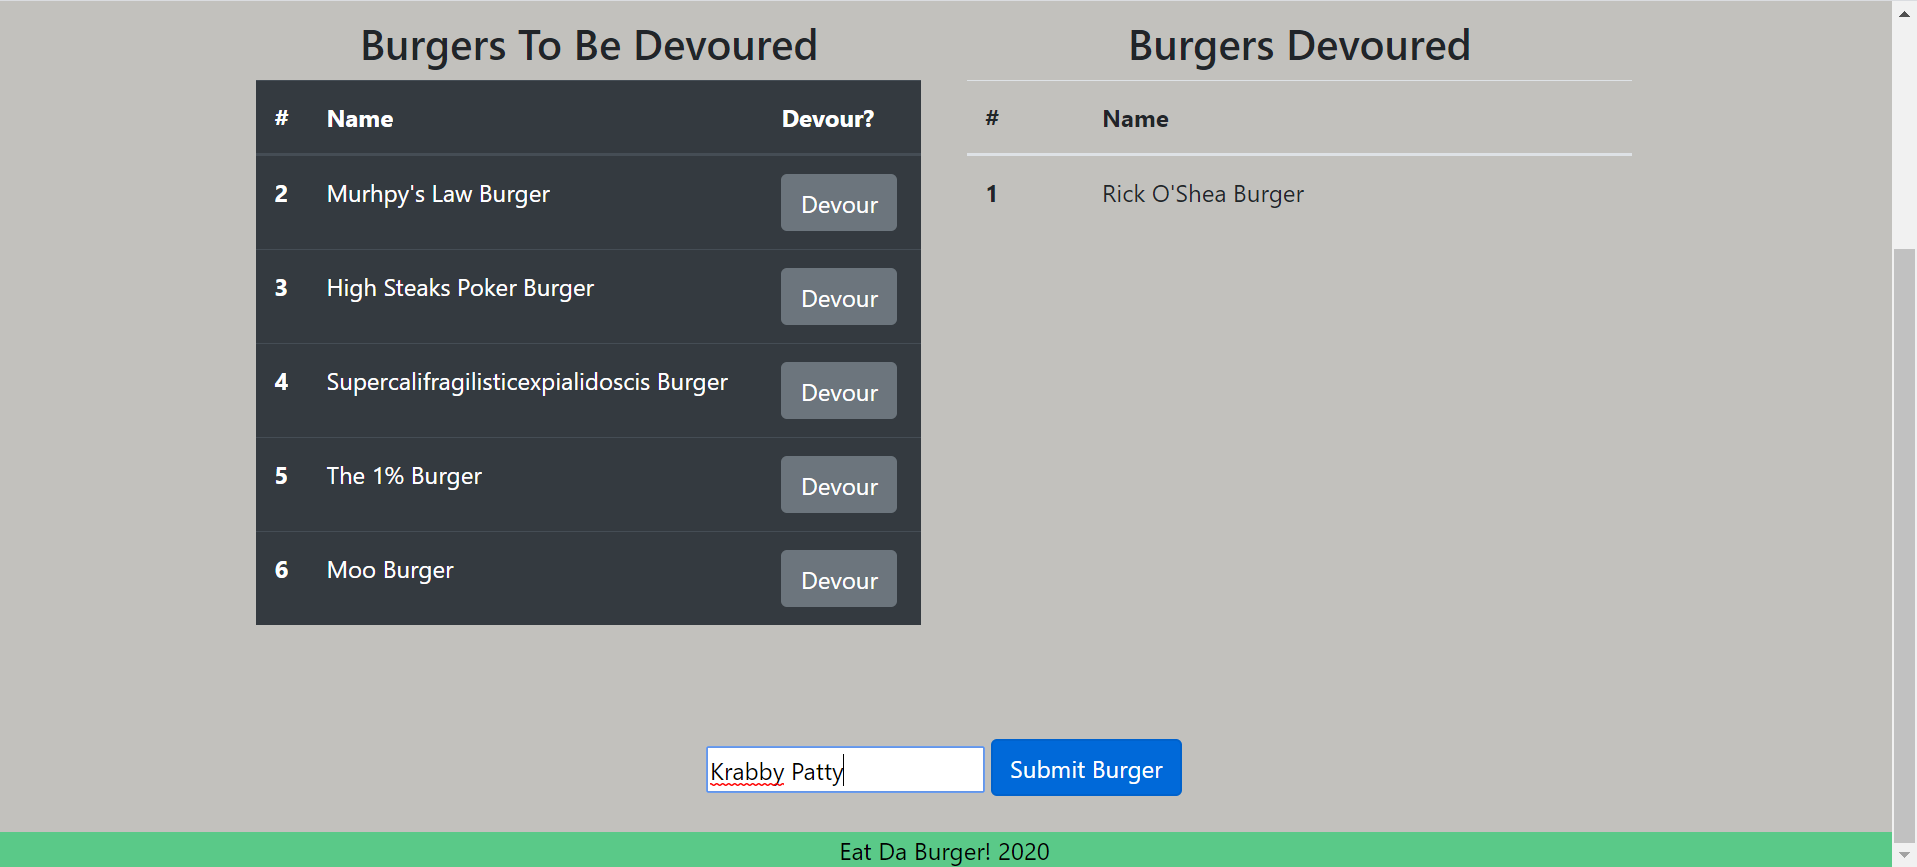 Burgers To Be Devoured
# Name Devour?
2 Murhpy's Law Burger Devour
3 High Steaks Poker Burger Devour
4 Supercalifragilisticexpialidoscis Burger Devour
5 The 1% Burger Devour
6 Moo Burger Devour
Burgers Devoured
# Name
1 Rick O'Shea Burger
Krabby Patty Submit Burger
Eat Da Burger! 2020